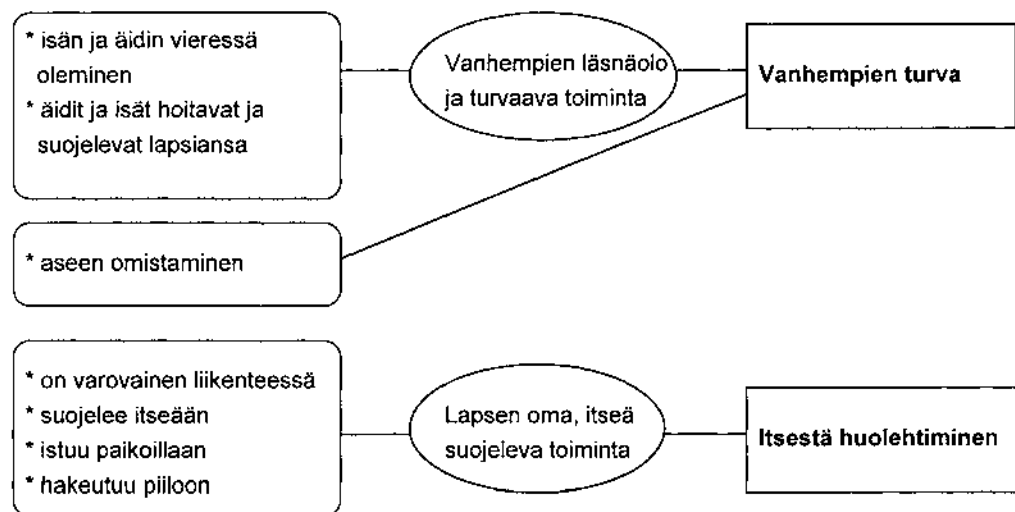 * isän ja äidin vieressä
oleminen
* äidit ja isät hoitavat ja
suojelevat lapsiansa
Vanhempien läsnäolo
ja turvaava toiminta
Vanhempien turva
* aseen omistaminen
* on varovainen liikenteessä
* suojelee itseään
* istuu paikoillaan
* hakeutuu piiloon
Lapsen oma, itseä
suojeleva toiminta
Itsestä huolehtiminen